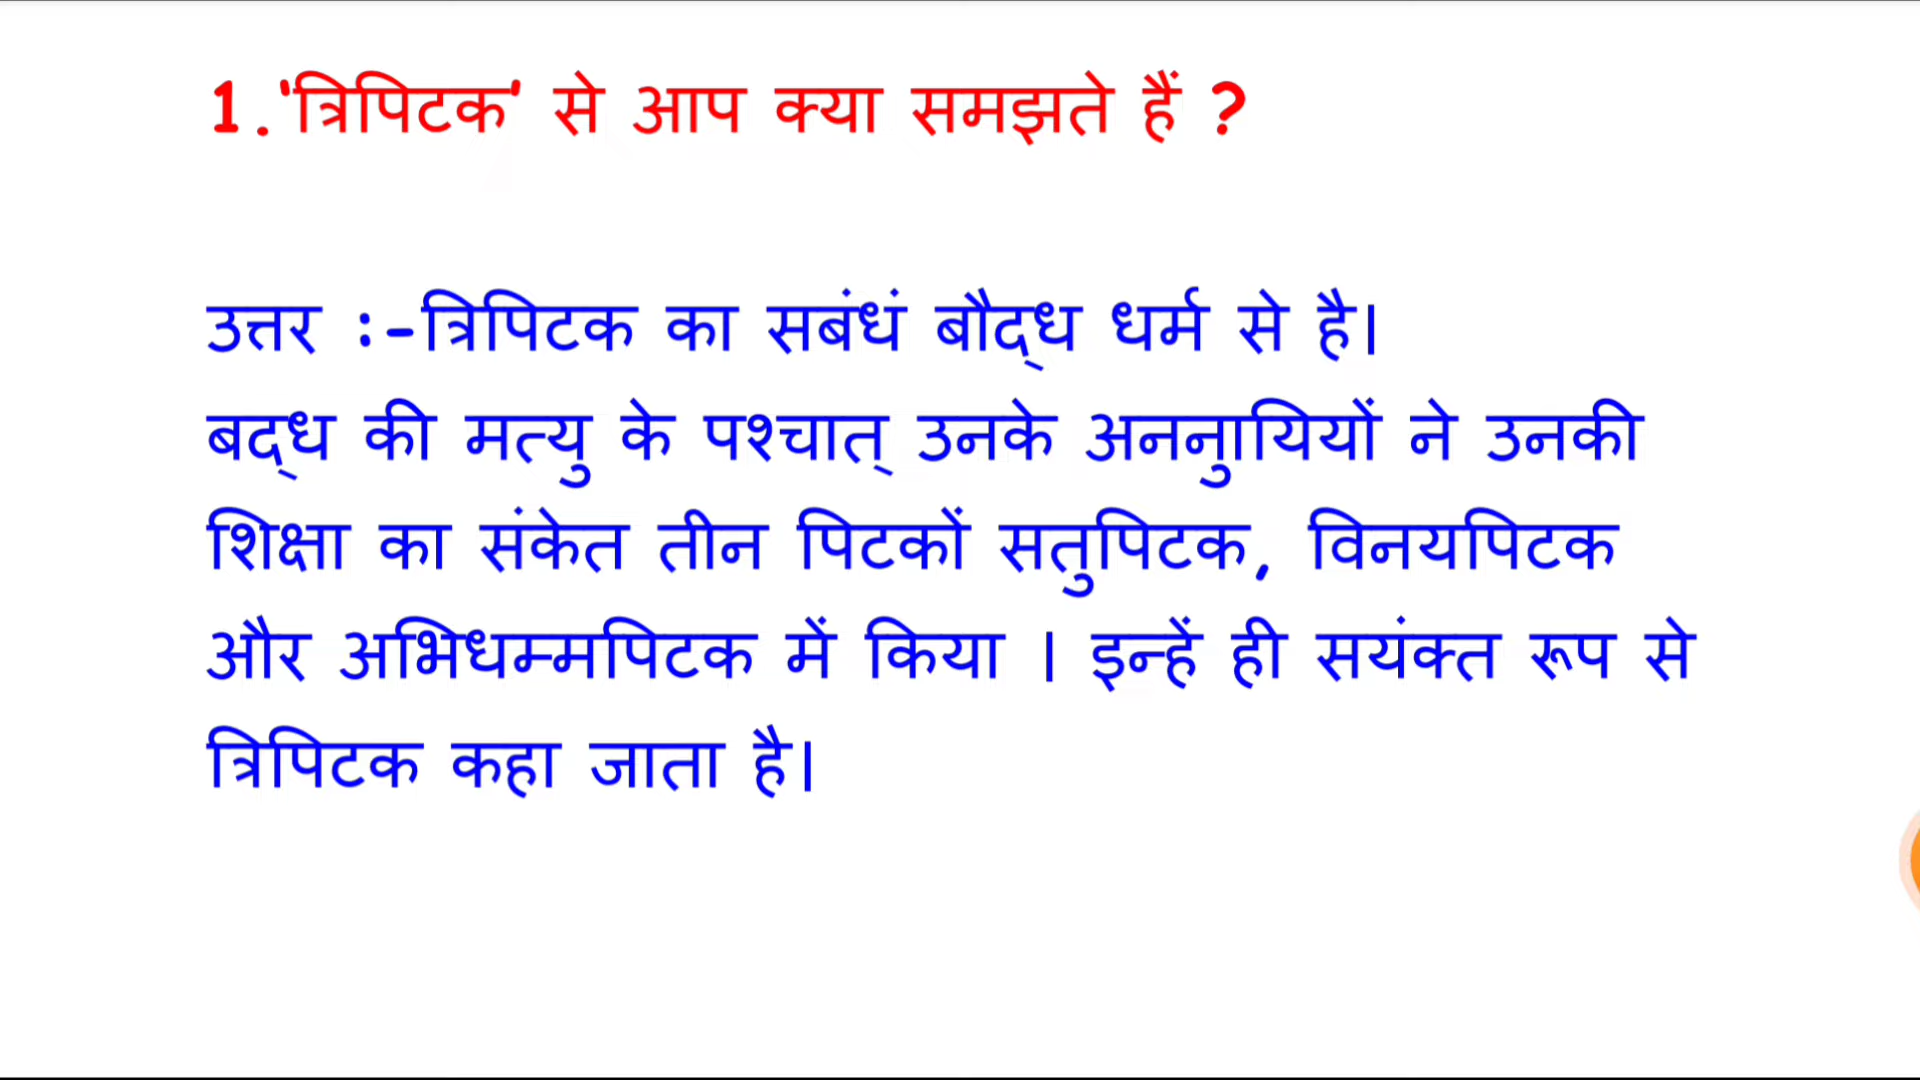 1.'त्रिपिटक' से आप क्या समझते हैं ?
उत्तर :-त्रिपिटक का सबंधं बौद्ध धर्म से है।
बद्ध की मत्यु के पश्चात् उनके अननुायियों ने उनकी
शिक्षा का संकेत तीन पिटकों सतुपिटक, विनयपिटक
और अभिधम्मपिटक में किया । इन्हें ही सयंक्त रूप से
त्रिपिटक कहा जाता है।